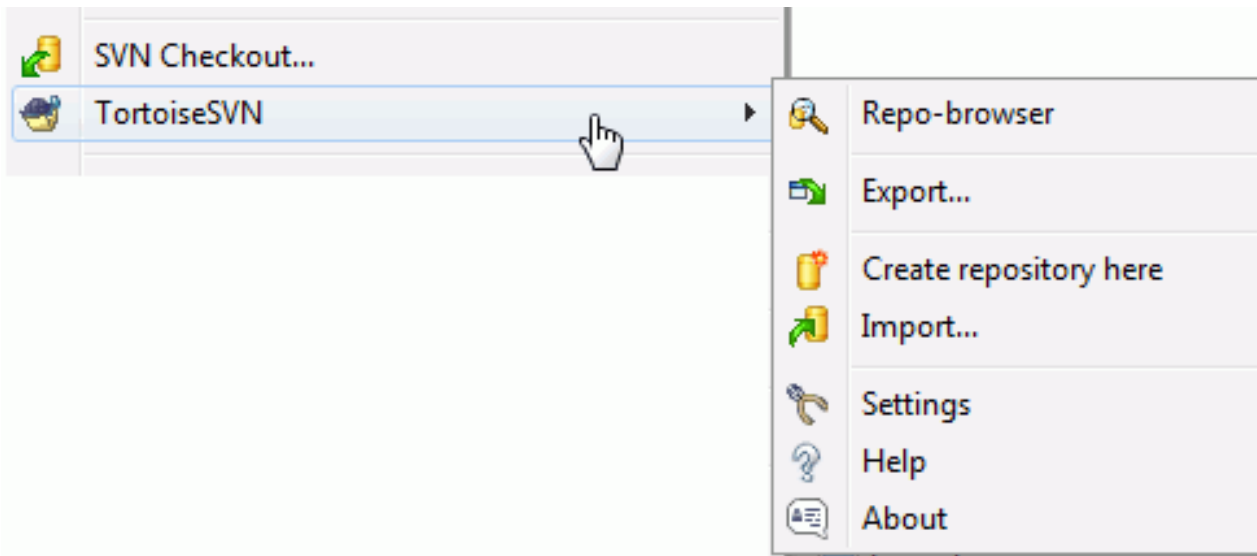 SVN Checkout...
TortoiseSVN
Repo-browser
Export...
Create repository here
Import...
Settings
Help
About